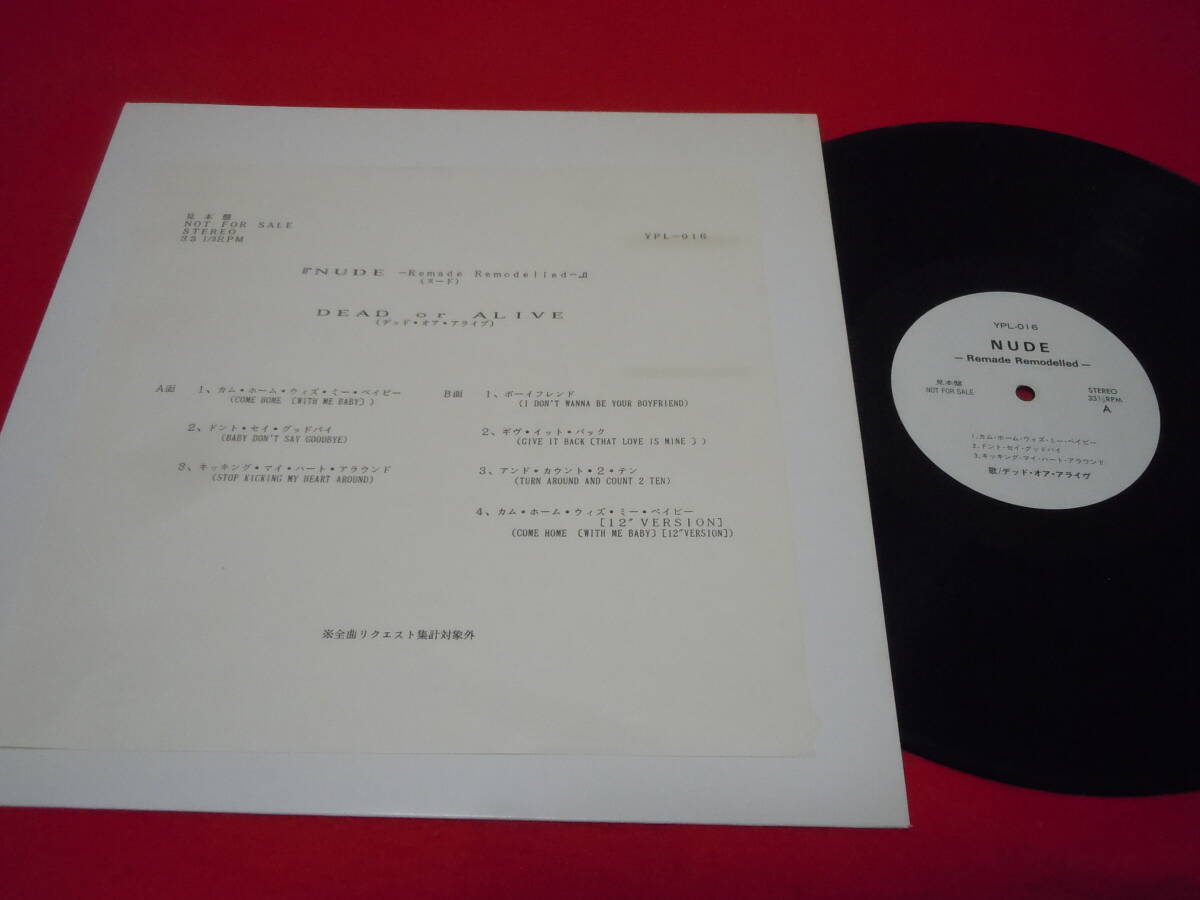 見本盤
NOT FOR SALE
STEREO
33 1/3RPM
YPL-016
『NUDE -Remade Remodelled-』
(ヌード)
DEAD or ALIVE
(デッド・オア・アライブ)
A面 1、カム・ホーム・ウィズ・ミー・ベイビー
(COME HOME (WITH ME BABY))
2、ドント・セイ・グッドバイ
(BABY DON'T SAY GOODBYE)
3、キッキング・マイ・ハート・アラウンド
(STOP KICKING MY HEART AROUND)
B面 1、ボーイフレンド
(I DON'T WANNA BE YOUR BOYFRIEND)
2、ギヴ・イット・バック
(GIVE IT BACK (THAT LOVE IS MINE))
3、アンド・カウント・2・テン
(TURN AROUND AND COUNT 2 TEN)
4、カム・ホーム・ウィズ・ミー・ベイビー
[12″VERSION]
(COME HOME (WITH ME BABY) [12″VERSION])
※全曲リクエスト集計対象外
YPL-016
NUDE
– Remade Remodelled –
見本盤
NOT FOR SALE
STEREO
33⅓RPM
A
1.カム・ホーム・ウィズ・ミー・ベイビー
2.ドント・セイ・グッドバイ
3.キッキング・マイ・ハート・アラウンド
歌/デッド・オア・アライヴ